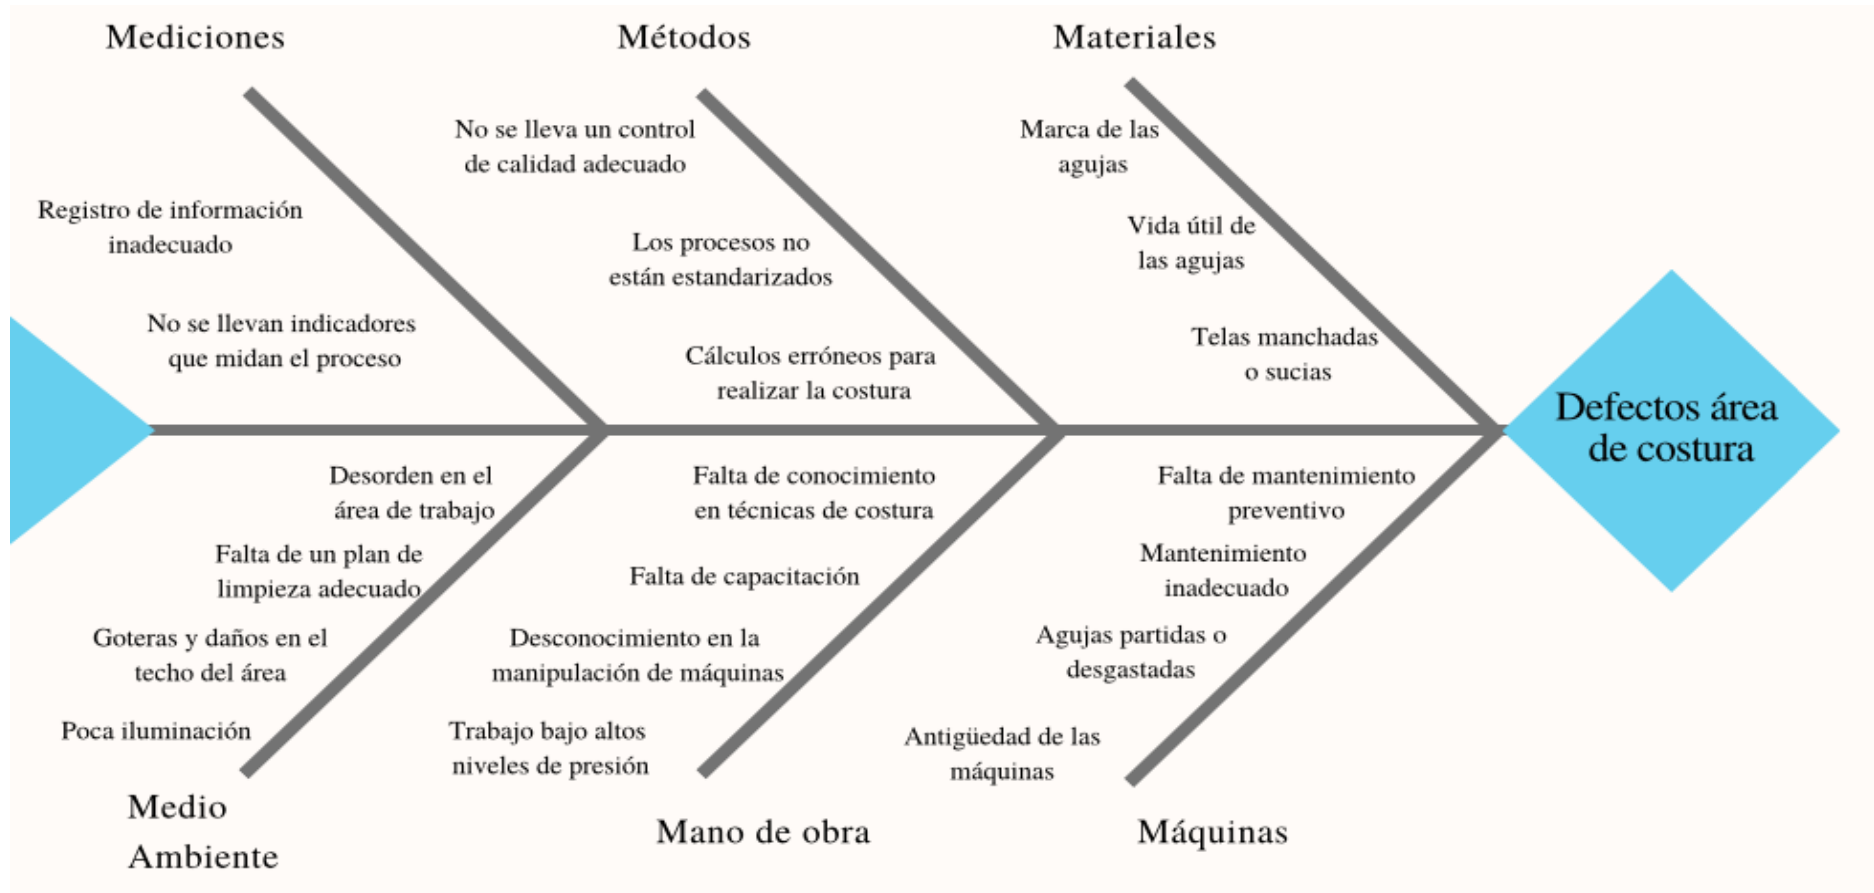 Mediciones
Métodos
Materiales
No se lleva un control
de calidad adecuado
Marca de las
agujas
Registro de información
inadecuado
Los procesos no
están estandarizados
Vida útil de
las agujas
No se llevan indicadores
que midan el proceso
Cálculos erróneos para
realizar la costura
Telas manchadas
o sucias
Defectos área
de costura
Desorden en el
área de trabajo
Falta de conocimiento
en técnicas de costura
Falta de mantenimiento
preventivo
Falta de un plan de
limpieza adecuado
Falta de capacitación
Mantenimiento
inadecuado
Goteras y daños en el
techo del área
Desconocimiento en la
manipulación de máquinas
Agujas partidas o
desgastadas
Poca iluminación
Trabajo bajo altos
niveles de presión
Antigüedad de las
máquinas
Medio
Ambiente
Mano de obra
Máquinas